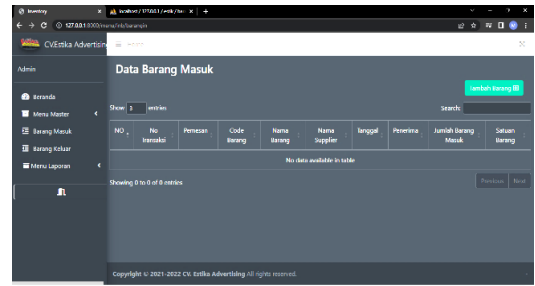 Inventory
localhost / 127.0.0.1 / estik / bar
127.0.0.1:8000/menu/info/barangin
CV.Estika Advertising
Home
Admin
Data Barang Masuk
Tambah Barang
Beranda
Show 3 entries
Search:
Menu Master
Barang Masuk
NO
No Transaksi
Pemesan
Code Barang
Nama Barang
Nama Supplier
Tanggal
Penerima
Jumlah Barang Masuk
Satuan Barang
Barang Keluar
No data available in table
Menu Laporan
Showing 0 to 0 of 0 entries
Previous
Next
Copyright © 2021-2022 CV. Estika Advertising All rights reserved.